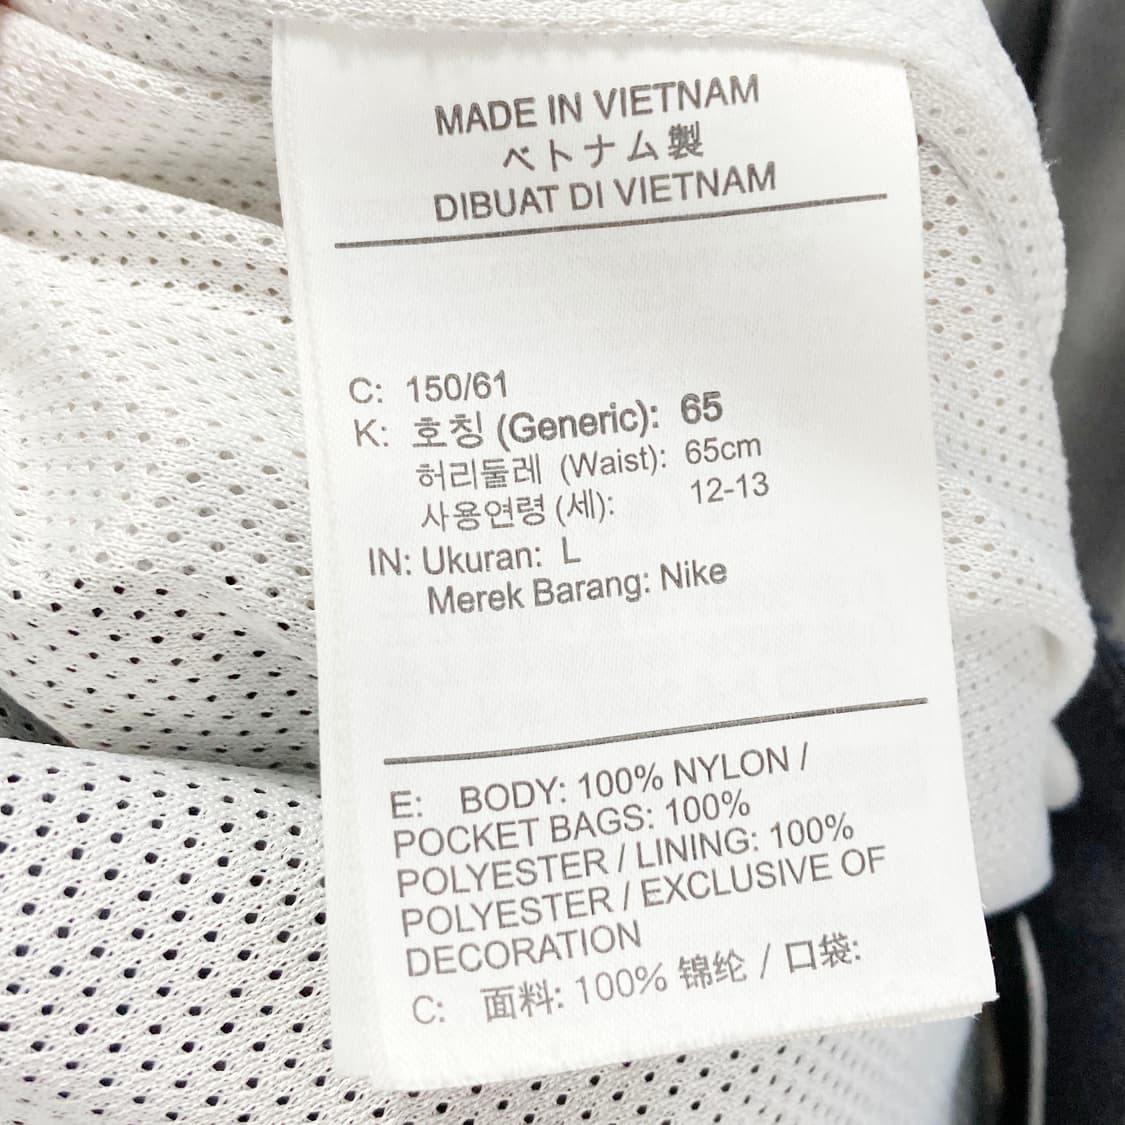 MADE IN VIETNAM
ベトナム製
DIBUAT DI VIETNAM
C: 150/61
K: 호칭 (Generic): 65
허리둘레 (Waist): 65cm
사용연령 (세): 12-13
IN: Ukuran: L
Merek Barang: Nike
E: BODY: 100% NYLON /
POCKET BAGS: 100%
POLYESTER / LINING: 100%
POLYESTER / EXCLUSIVE OF
DECORATION
C: 面料: 100% 锦纶 / 口袋: